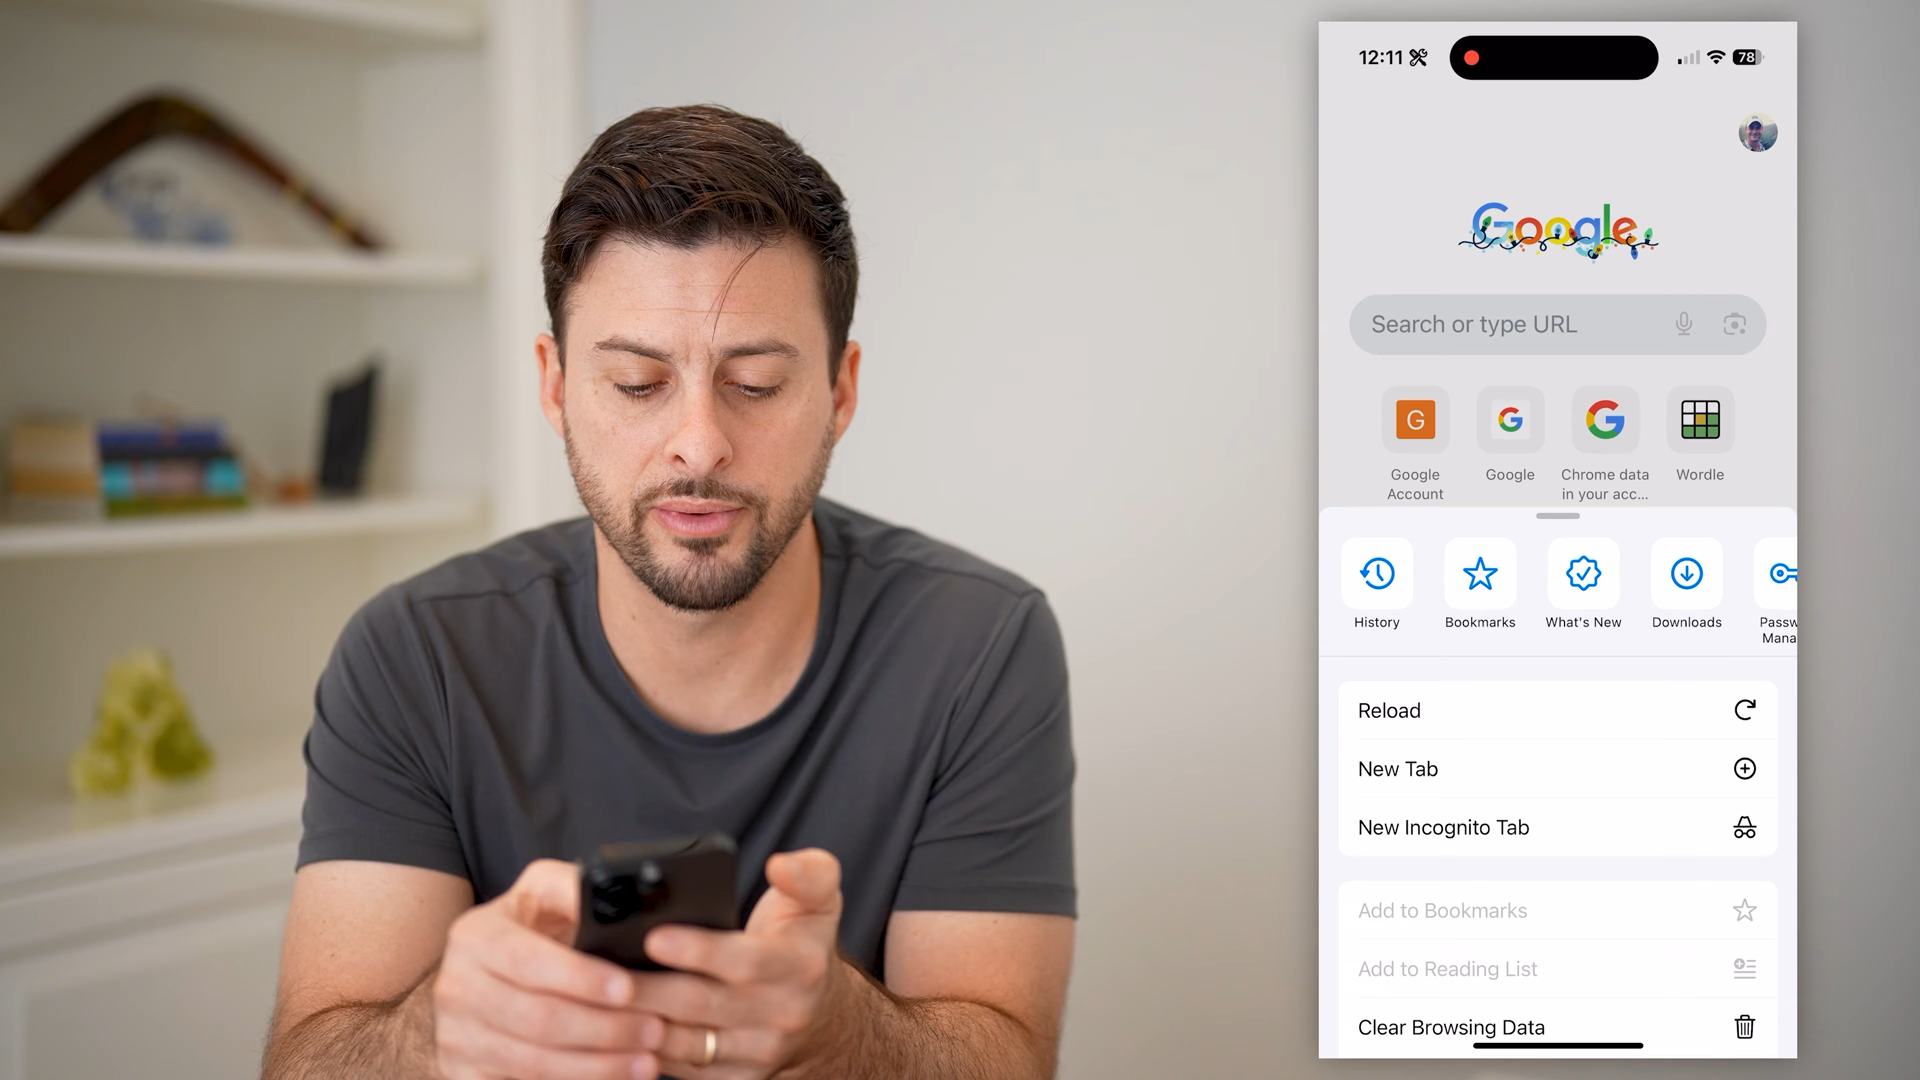 12:11
78
Google
Search or type URL
G
Google
Account
Google
Chrome data
in your acc...
Wordle
History
Bookmarks
What's New
Downloads
Passw
Mana
Reload
New Tab
New Incognito Tab
Add to Bookmarks
Add to Reading List
Clear Browsing Data